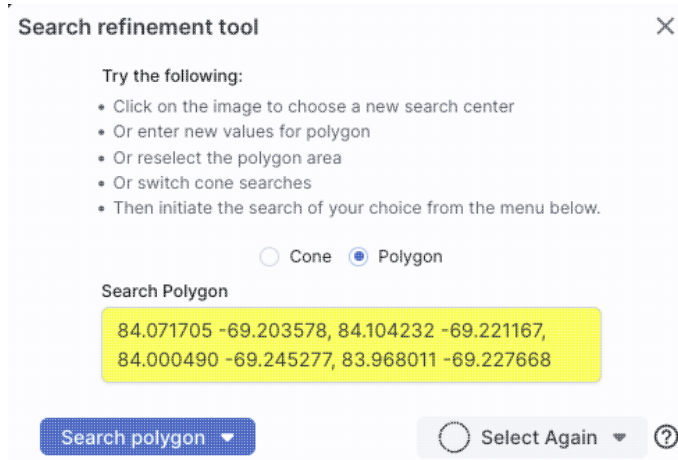 Search refinement tool
Try the following:
• Click on the image to choose a new search center
• Or enter new values for polygon
• Or reselect the polygon area
• Or switch cone searches
• Then initiate the search of your choice from the menu below.
Cone Polygon
Search Polygon
84.071705 -69.203578, 84.104232 -69.221167,
84.000490 -69.245277, 83.968011 -69.227668
Search polygon Select Again ?